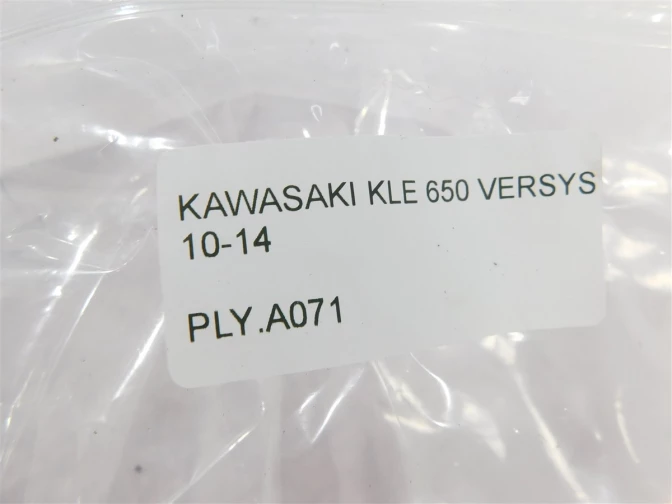 KAWASAKI KLE 650 VERSYS
10-14
PLY.A071